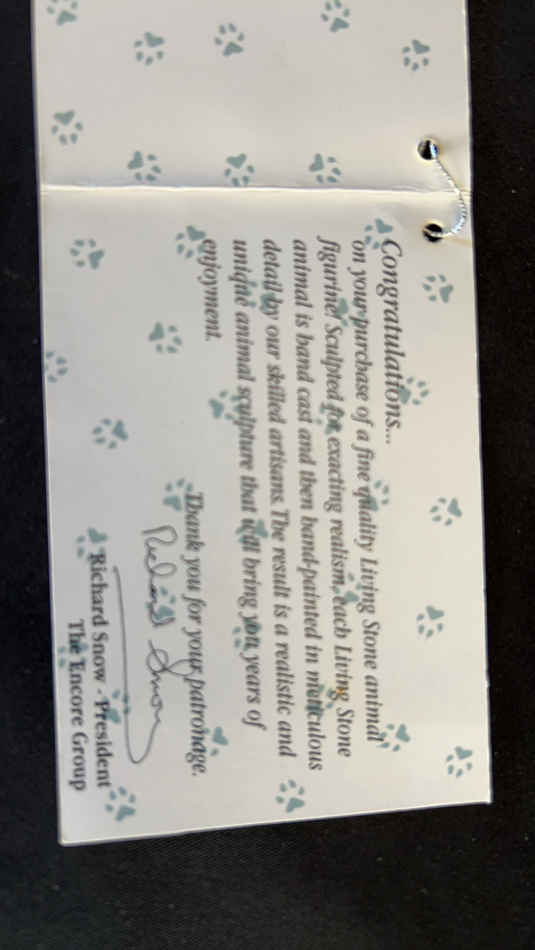 Congratulations...
on your purchase of a fine quality Living Stone animal
figurine! Sculpted for exacting realism, each Living Stone
animal is hand cast and then hand-painted in meticulous
detail by our skilled artisans. The result is a realistic and
unique animal sculpture that will bring you years of
enjoyment.
Thank you for your patronage.
Richard Snow
Richard Snow - President
The Encore Group